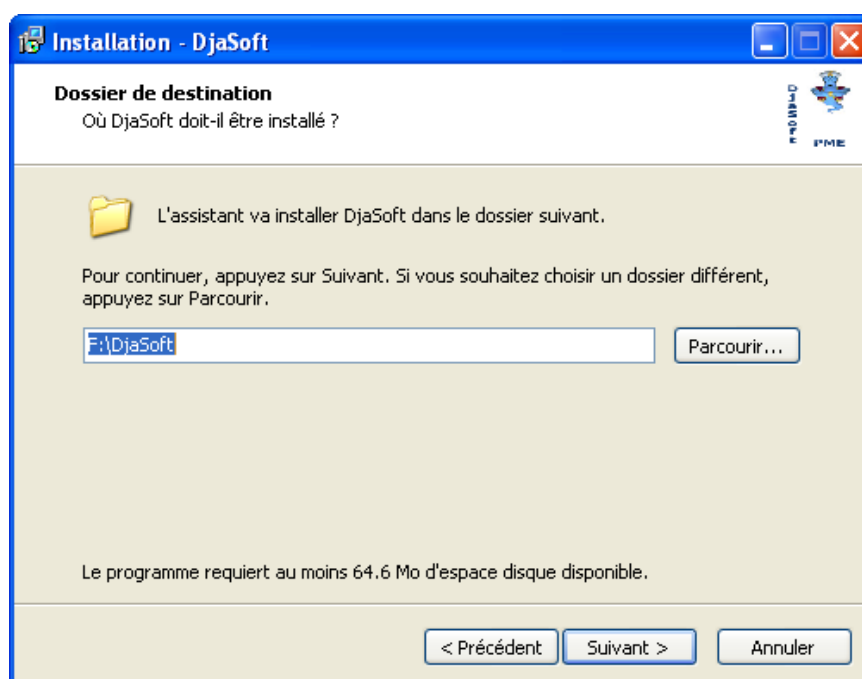 Installation - DjaSoft
Dossier de destination
Où DjaSoft doit-il être installé ?
DjaSoft
PME
L'assistant va installer DjaSoft dans le dossier suivant.
Pour continuer, appuyez sur Suivant. Si vous souhaitez choisir un dossier différent,
appuyez sur Parcourir.
F:\DjaSoft
Parcourir...
Le programme requiert au moins 64.6 Mo d'espace disque disponible.
< Précédent
Suivant >
Annuler